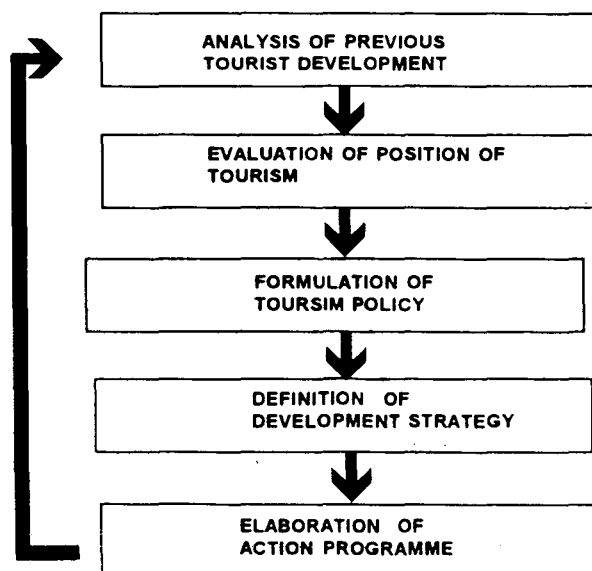 ANALYSIS OF PREVIOUS
TOURIST DEVELOPMENT
EVALUATION OF POSITION OF
TOURISM
FORMULATION OF
TOURSIM POLICY
DEFINITION OF
DEVELOPMENT STRATEGY
ELABORATION OF
ACTION PROGRAMME